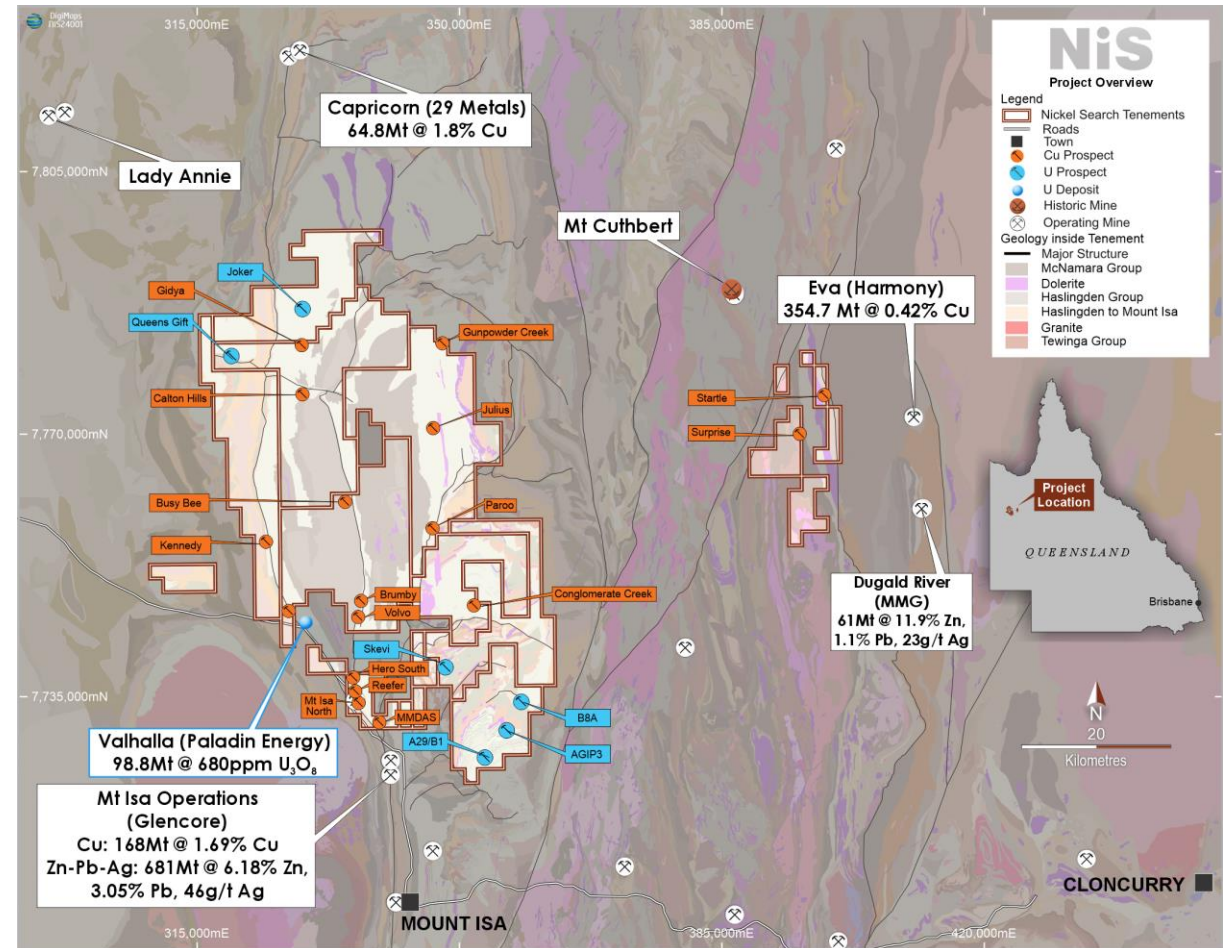 DigiMaps
DIS24001
315,000mE
350,000mE
385,000mE
NiS
Project Overview
Legend
Nickel Search Tenements
Roads
Town
Cu Prospect
U Prospect
U Deposit
Historic Mine
Operating Mine
Geology inside Tenement
Major Structure
McNamara Group
Dolerite
Haslingden Group
Haslingden to Mount Isa
Granite
Tewinga Group
Capricorn (29 Metals)
64.8Mt @ 1.8% Cu
Lady Annie
7,805,000mN
Mt Cuthbert
Joker
Gidya
Queens Gift
Eva (Harmony)
354.7 Mt @ 0.42% Cu
Gunpowder Creek
Calton Hills
Startle
Julius
Surprise
7,770,000mN
Busy Bee
Paroo
Kennedy
Project
Location
QUEENSLAND
Brisbane
Dugald River
(MMG)
61Mt @ 11.9% Zn,
1.1% Pb, 23g/t Ag
Brumby
Conglomerate Creek
Volvo
Skevi
Hero South
Reefer
Mt Isa
North
MMDAS
7,735,000mN
B8A
AGIP3
A29/B1
N
20
Kilometres
Valhalla (Paladin Energy)
98.8Mt @ 680ppm U₃O₈
Mt Isa Operations
(Glencore)
Cu: 168Mt @ 1.69% Cu
Zn-Pb-Ag: 681Mt @ 6.18% Zn,
3.05% Pb, 46g/t Ag
MOUNT ISA
CLONCURRY
315,000mE
385,000mE
420,000mE